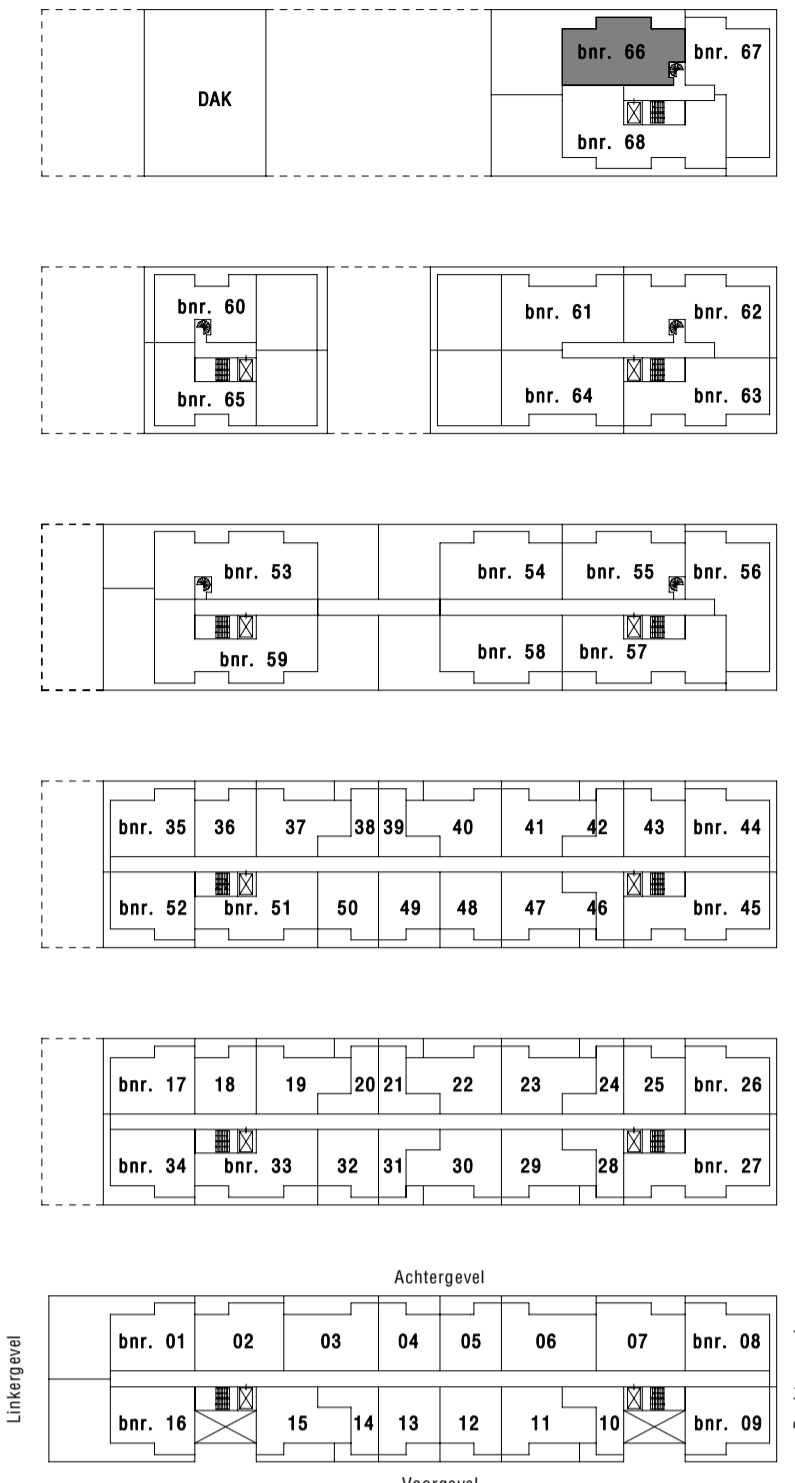 bnr. 66 bnr. 67
DAK
bnr. 68
bnr. 60 bnr. 61 bnr. 62
bnr. 65 bnr. 64 bnr. 63
bnr. 53 bnr. 54 bnr. 55 bnr. 56
bnr. 59 bnr. 58 bnr. 57
bnr. 35 36 37 38 39 40 41 42 43 44 bnr. 44
bnr. 52 bnr. 51 50 49 48 47 46 bnr. 45
bnr. 17 18 19 20 21 22 23 24 25 bnr. 26
bnr. 34 bnr. 33 32 31 30 29 28 bnr. 27
Achtergevel
Linkergevel
bnr. 01 02 03 04 05 06 07 bnr. 08
bnr. 16 15 14 13 12 11 10 bnr. 09
Voorgevel